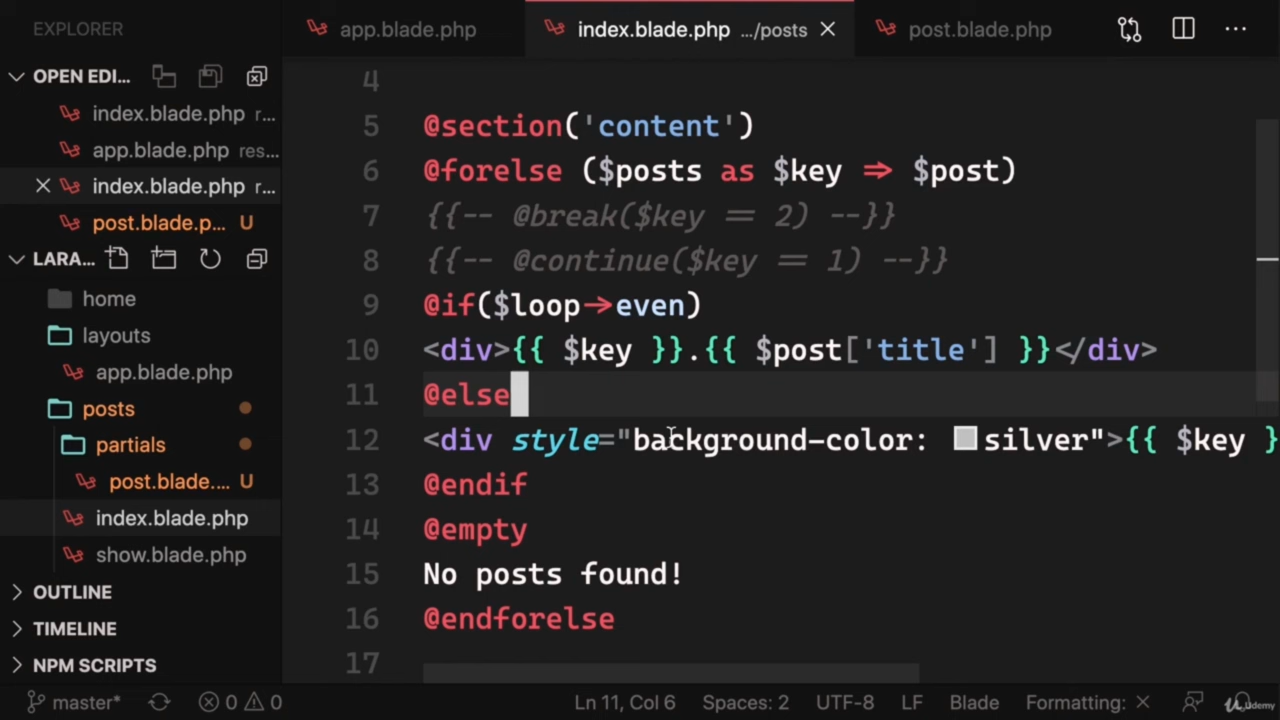 EXPLORER
app.blade.php
index.blade.php .../posts
post.blade.php
OPEN EDI...
index.blade.php r...
app.blade.php res...
index.blade.php r...
post.blade.p... U
LARA...
home
layouts
app.blade.php
posts
partials
post.blade.... U
index.blade.php
show.blade.php
OUTLINE
TIMELINE
NPM SCRIPTS
4
5 @section('content')
6 @forelse ($posts as $key => $post)
7 {{-- @break($key == 2) --}}
8 {{-- @continue($key == 1) --}}
9 @if($loop->even)
10 <div>{{ $key }}.{{ $post['title'] }}</div>
11 @else
12 <div style="background-color: silver">{{ $key }
13 @endif
14 @empty
15 No posts found!
16 @endforelse
17
master* 0 0 Ln 11, Col 6 Spaces: 2 UTF-8 LF Blade Formatting: ×
udemy